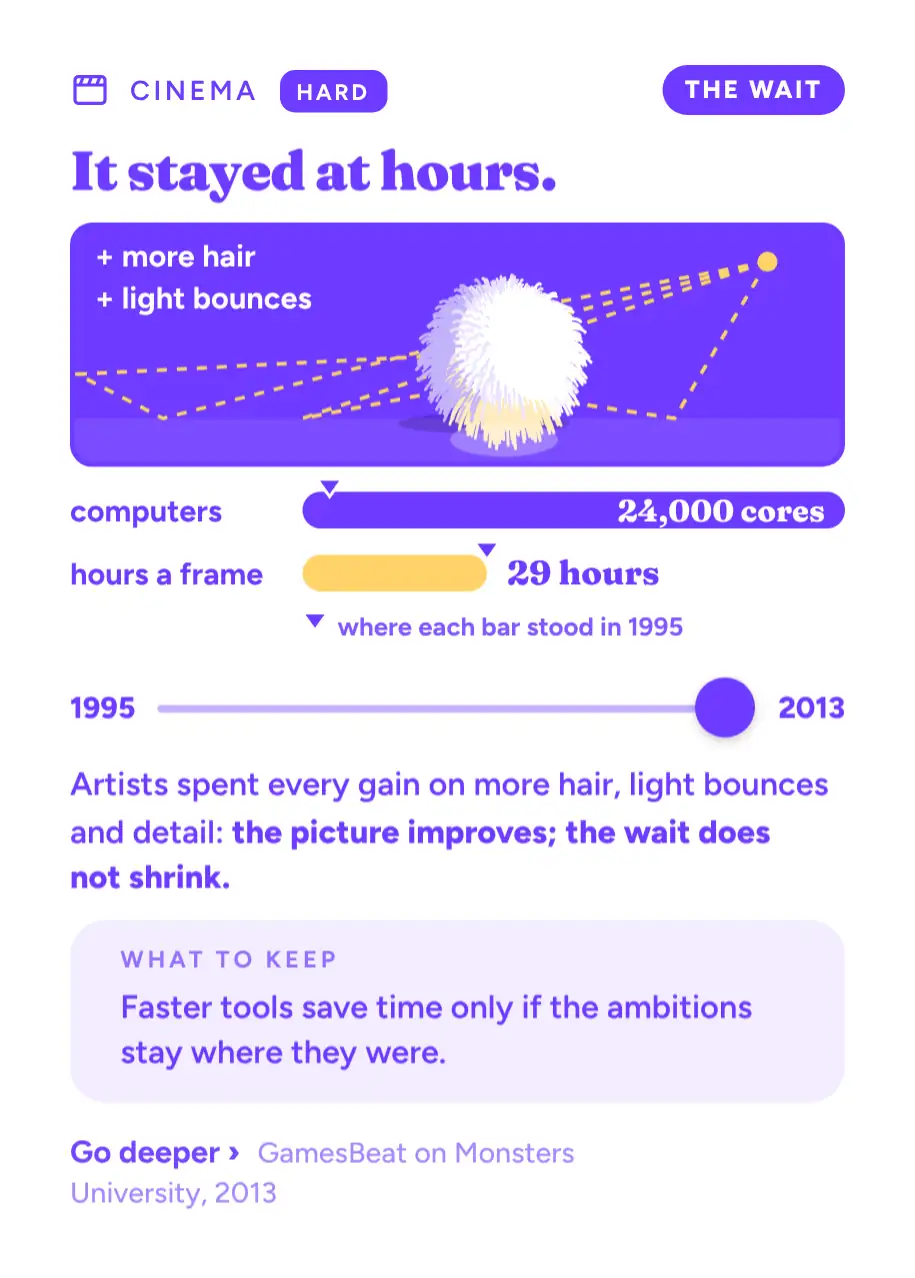 CINEMA HARD THE WAIT
It stayed at hours.
+ more hair
+ light bounces
computers 24,000 cores
hours a frame 29 hours
where each bar stood in 1995
1995 2013
Artists spent every gain on more hair, light bounces
and detail: the picture improves; the wait does
not shrink.
WHAT TO KEEP
Faster tools save time only if the ambitions
stay where they were.
Go deeper › GamesBeat on Monsters
University, 2013